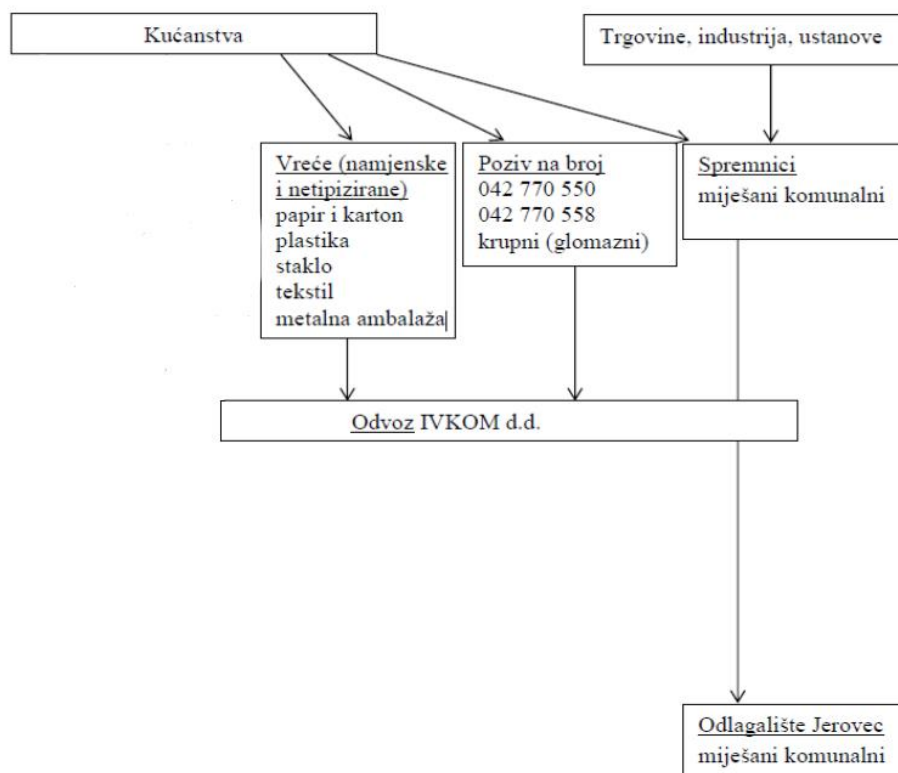 Kućanstva
Trgovine, industrija, ustanove
Vreće (namjenske
i netipizirane)
papir i karton
plastika
staklo
tekstil
metalna ambalaža
Poziv na broj
042 770 550
042 770 558
krupni (glomazni)
Spremnici
miješani komunalni
Odvoz IVKOM d.d.
Odlagalište Jerovec
miješani komunalni